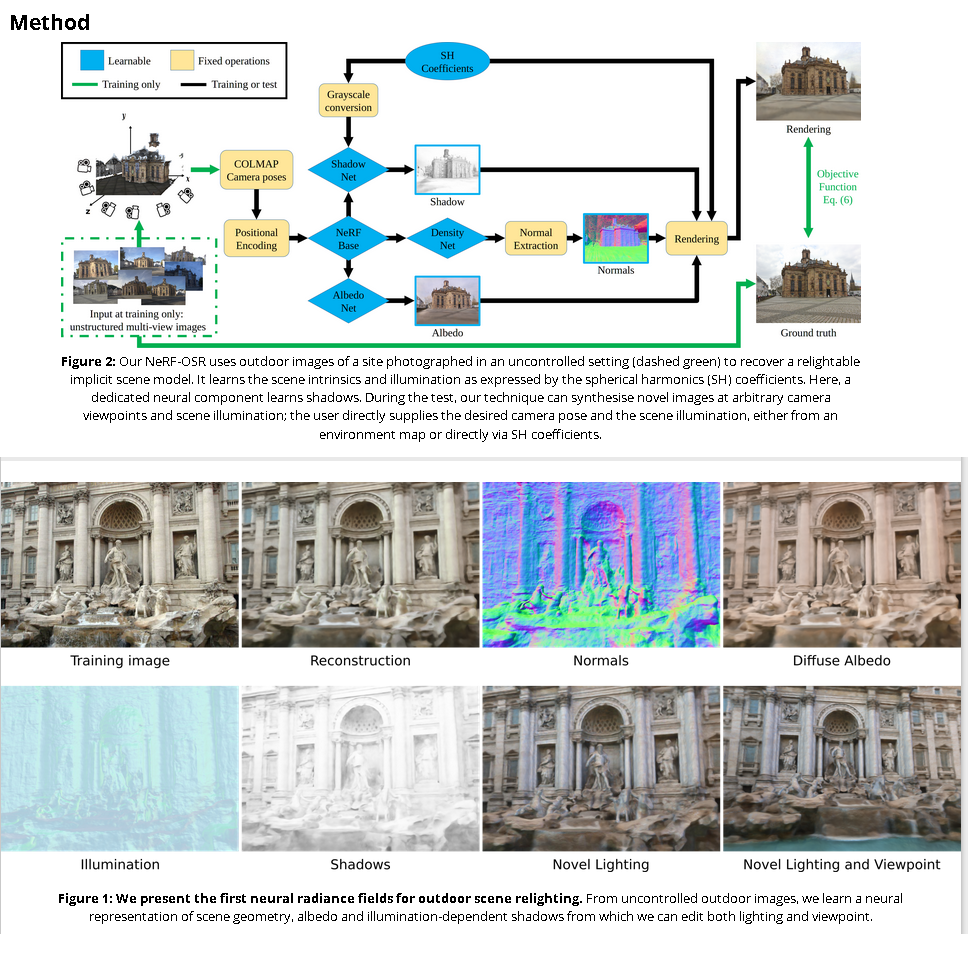 Method
Learnable
Fixed operations
Training only
Training or test
SH
Coefficients
Grayscale
conversion
y
x
z
COLMAP
Camera poses
Shadow
Net
Shadow
Positional
Encoding
NeRF
Base
Density
Net
Normal
Extraction
Normals
Rendering
Albedo
Net
Albedo
Rendering
Objective
Function
Eq. (6)
Ground truth
Input at training only:
unstructured multi-view images
Figure 2: Our NeRF-OSR uses outdoor images of a site photographed in an uncontrolled setting (dashed green) to recover a relightable
implicit scene model. It learns the scene intrinsics and illumination as expressed by the spherical harmonics (SH) coefficients. Here, a
dedicated neural component learns shadows. During the test, our technique can synthesise novel images at arbitrary camera
viewpoints and scene illumination; the user directly supplies the desired camera pose and the scene illumination, either from an
environment map or directly via SH coefficients.
Training image
Reconstruction
Normals
Diffuse Albedo
Illumination
Shadows
Novel Lighting
Novel Lighting and Viewpoint
Figure 1: We present the first neural radiance fields for outdoor scene relighting. From uncontrolled outdoor images, we learn a neural
representation of scene geometry, albedo and illumination-dependent shadows from which we can edit both lighting and viewpoint.